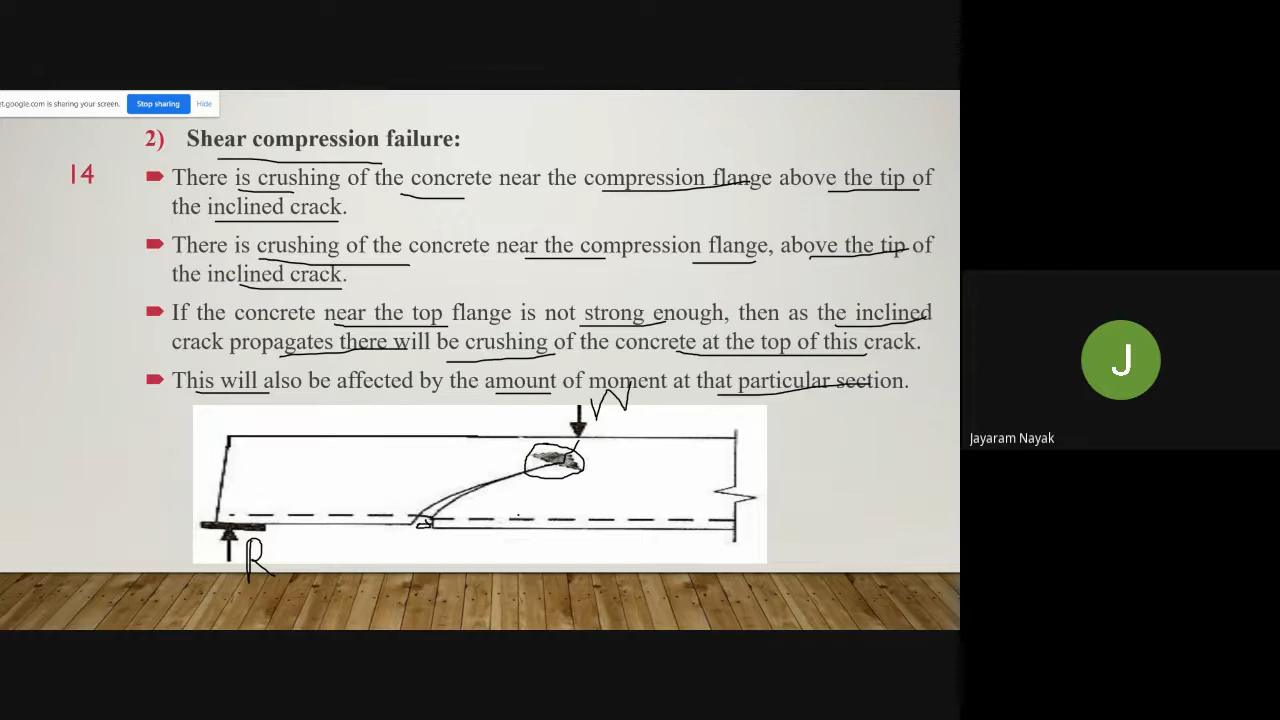 et.google.com is sharing your screen. Stop sharing Hide
2) Shear compression failure:
14
There is crushing of the concrete near the compression flange above the tip of
the inclined crack.
There is crushing of the concrete near the compression flange, above the tip of
the inclined crack.
If the concrete near the top flange is not strong enough, then as the inclined
crack propagates there will be crushing of the concrete at the top of this crack.
This will also be affected by the amount of moment at that particular section.
W
R
J
Jayaram Nayak